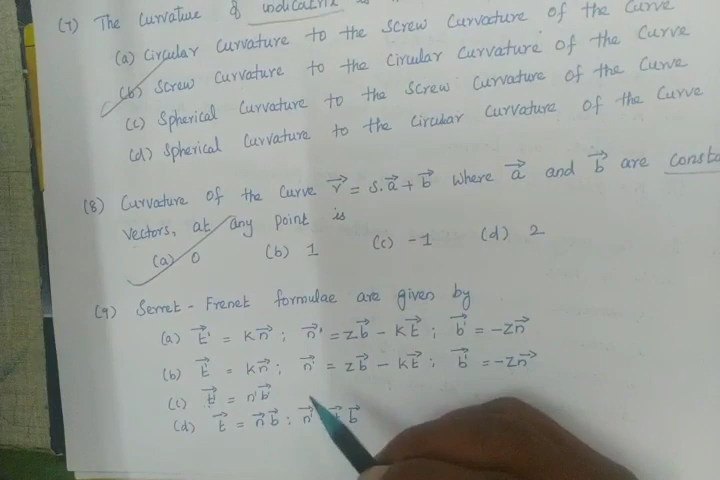 (7) The Curvature of indicatrix is the
(a) Circular Curvature to the Screw Curvature of the Curve
(b) Screw Curvature to the Circular Curvature of the Curve
(c) Spherical Curvature to the Screw Curvature of the Curve
(d) Spherical Curvature to the Circular Curvature of the Curve
(8) Curvature of the Curve r⃗ = s.a⃗ + b⃗ where a⃗ and b⃗ are
vectors, at any point is
(a) 0 (b) 1 (c) -1 (d) 2
(9) Serret - Frenet formulae are given by
(a) t⃗' = kn⃗ ; n⃗' = zb⃗ - kt⃗ ; b⃗' = -zn⃗
(b) t⃗ = kn⃗ ; n⃗' = zb⃗ - kt⃗ ; b⃗' = -zn⃗
(c) t⃗' = n'b⃗'
(d) t⃗ = n⃗b⃗ ; n⃗ b⃗